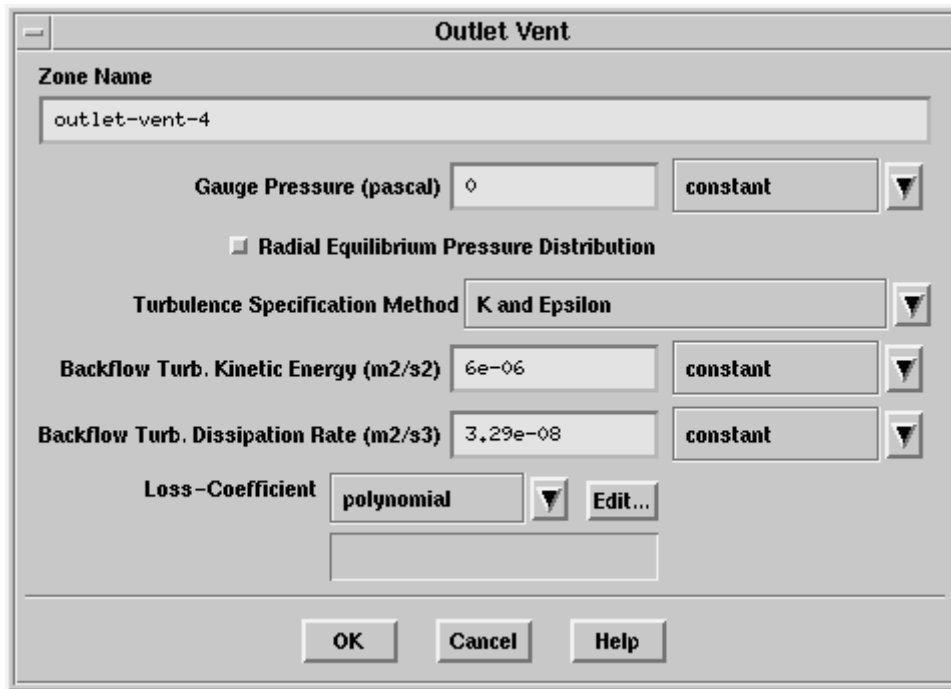 Outlet Vent
Zone Name
outlet-vent-4
Gauge Pressure (pascal) 0 constant
Radial Equilibrium Pressure Distribution
Turbulence Specification Method K and Epsilon
Backflow Turb. Kinetic Energy (m2/s2) 6e-06 constant
Backflow Turb. Dissipation Rate (m2/s3) 3.29e-08 constant
Loss-Coefficient polynomial Edit...
OK Cancel Help